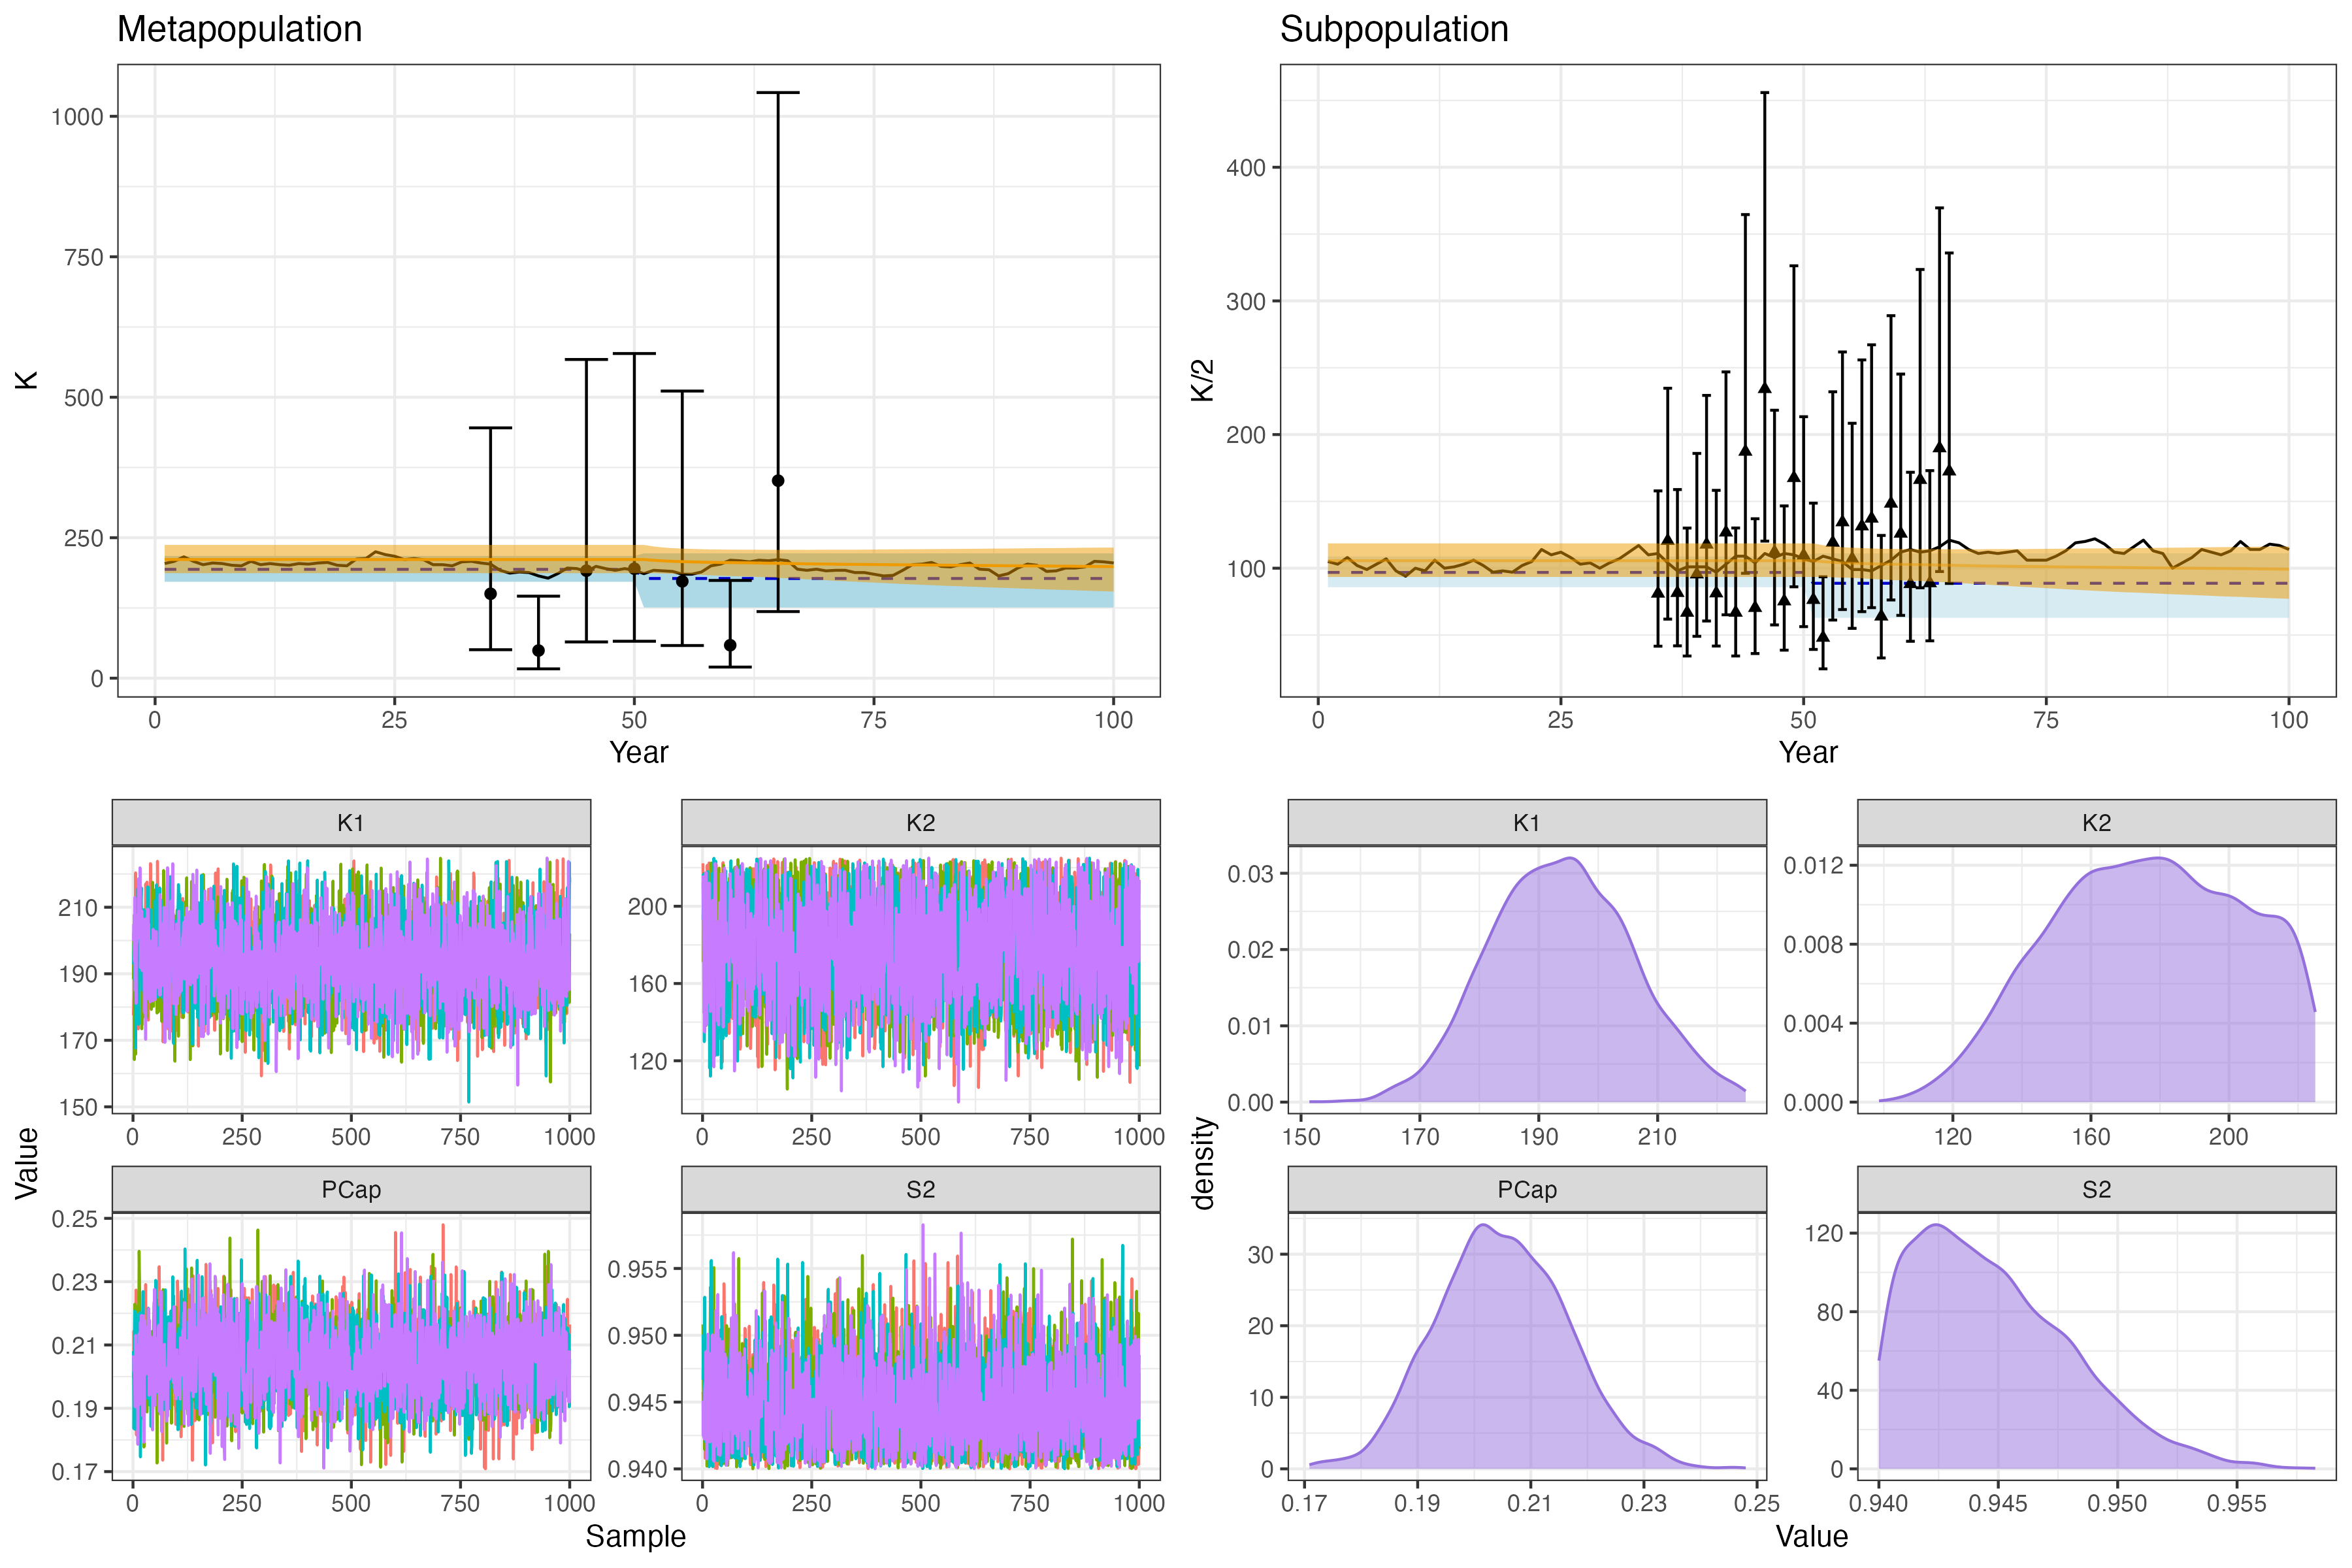 Metapopulation
K
1000
750
500
250
0
0 25 50 75 100
Year
Subpopulation
K/2
400
300
200
100
0 25 50 75 100
Year
Value
K1
210
190
170
150
0 250 500 750 1000
K2
200
160
120
0 250 500 750 1000
PCap
0.25
0.23
0.21
0.19
0.17
0 250 500 750 1000
S2
0.955
0.950
0.945
0.940
0 250 500 750 1000
Sample
density
K1
0.03
0.02
0.01
0.00
150 170 190 210
K2
0.012
0.008
0.004
0.000
120 160 200
PCap
30
20
10
0
0.17 0.19 0.21 0.23 0.25
S2
120
80
40
0
0.940 0.945 0.950 0.955
Value